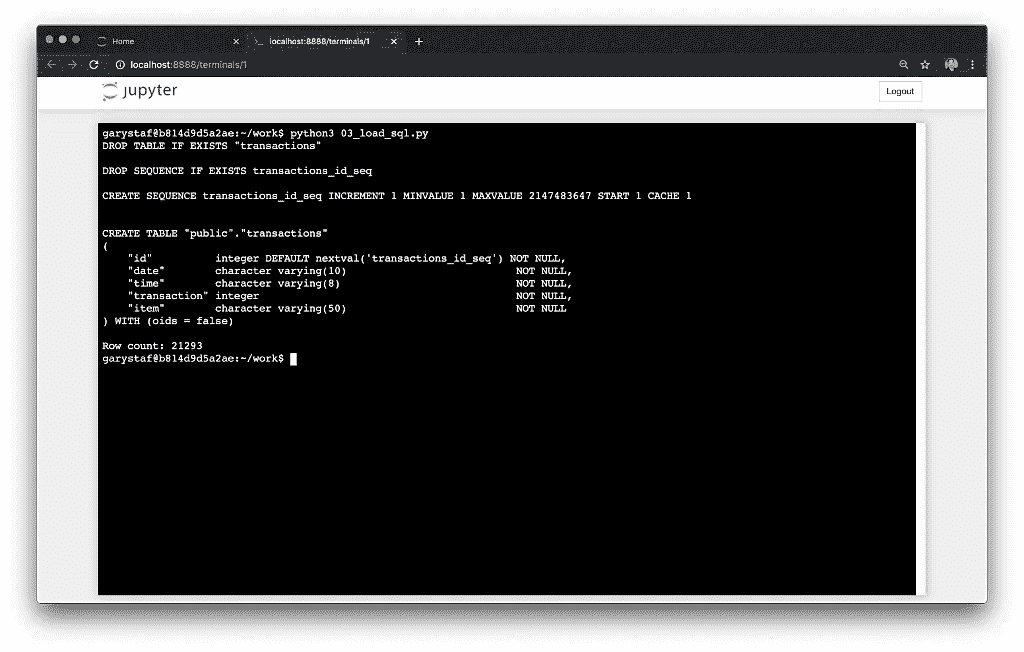 Home
localhost:8888/terminals/1
localhost:8888/terminals/1
jupyter
Logout
garystaf@b814d9d5a2ae:~/work$ python3 03_load_sql.py
DROP TABLE IF EXISTS "transactions"
DROP SEQUENCE IF EXISTS transactions_id_seq
CREATE SEQUENCE transactions_id_seq INCREMENT 1 MINVALUE 1 MAXVALUE 2147483647 START 1 CACHE 1
CREATE TABLE "public"."transactions"
(
"id" integer DEFAULT nextval('transactions_id_seq') NOT NULL,
"date" character varying(10) NOT NULL,
"time" character varying(8) NOT NULL,
"transaction" integer NOT NULL,
"item" character varying(50) NOT NULL
) WITH (oids = false)
Row count: 21293
garystaf@b814d9d5a2ae:~/work$